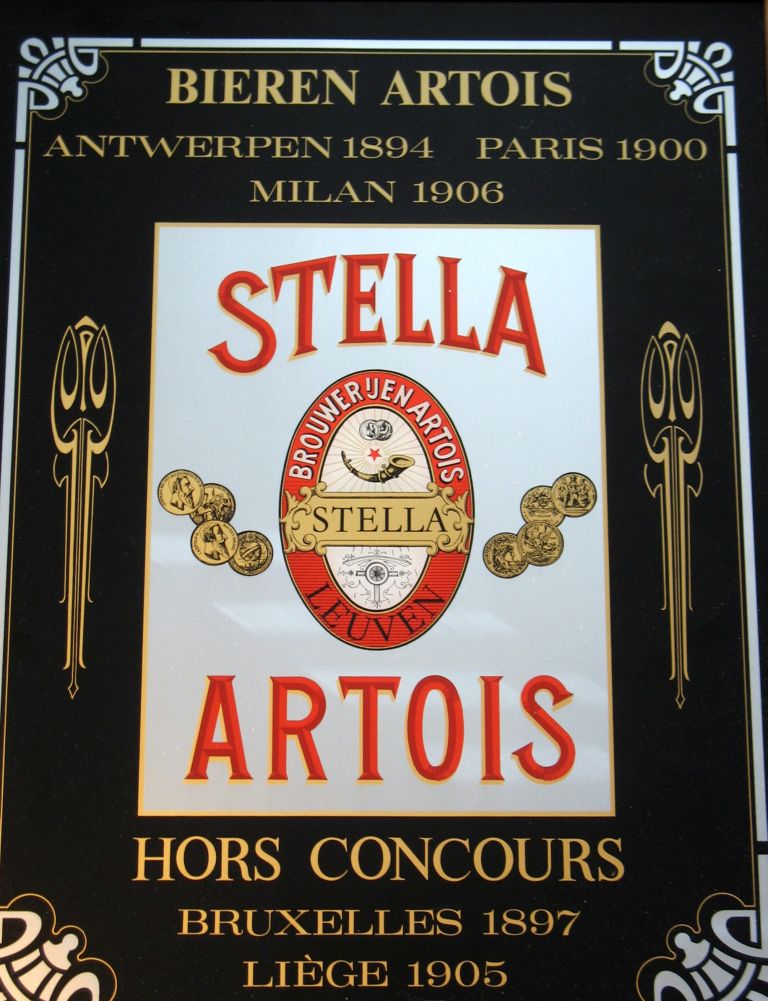 BIEREN ARTOIS
ANTWERPEN 1894 PARIS 1900
MILAN 1906
STELLA
BROUWERIJEN ARTOIS
STELLA
LEUVEN
ARTOIS
HORS CONCOURS
BRUXELLES 1897
LIÈGE 1905